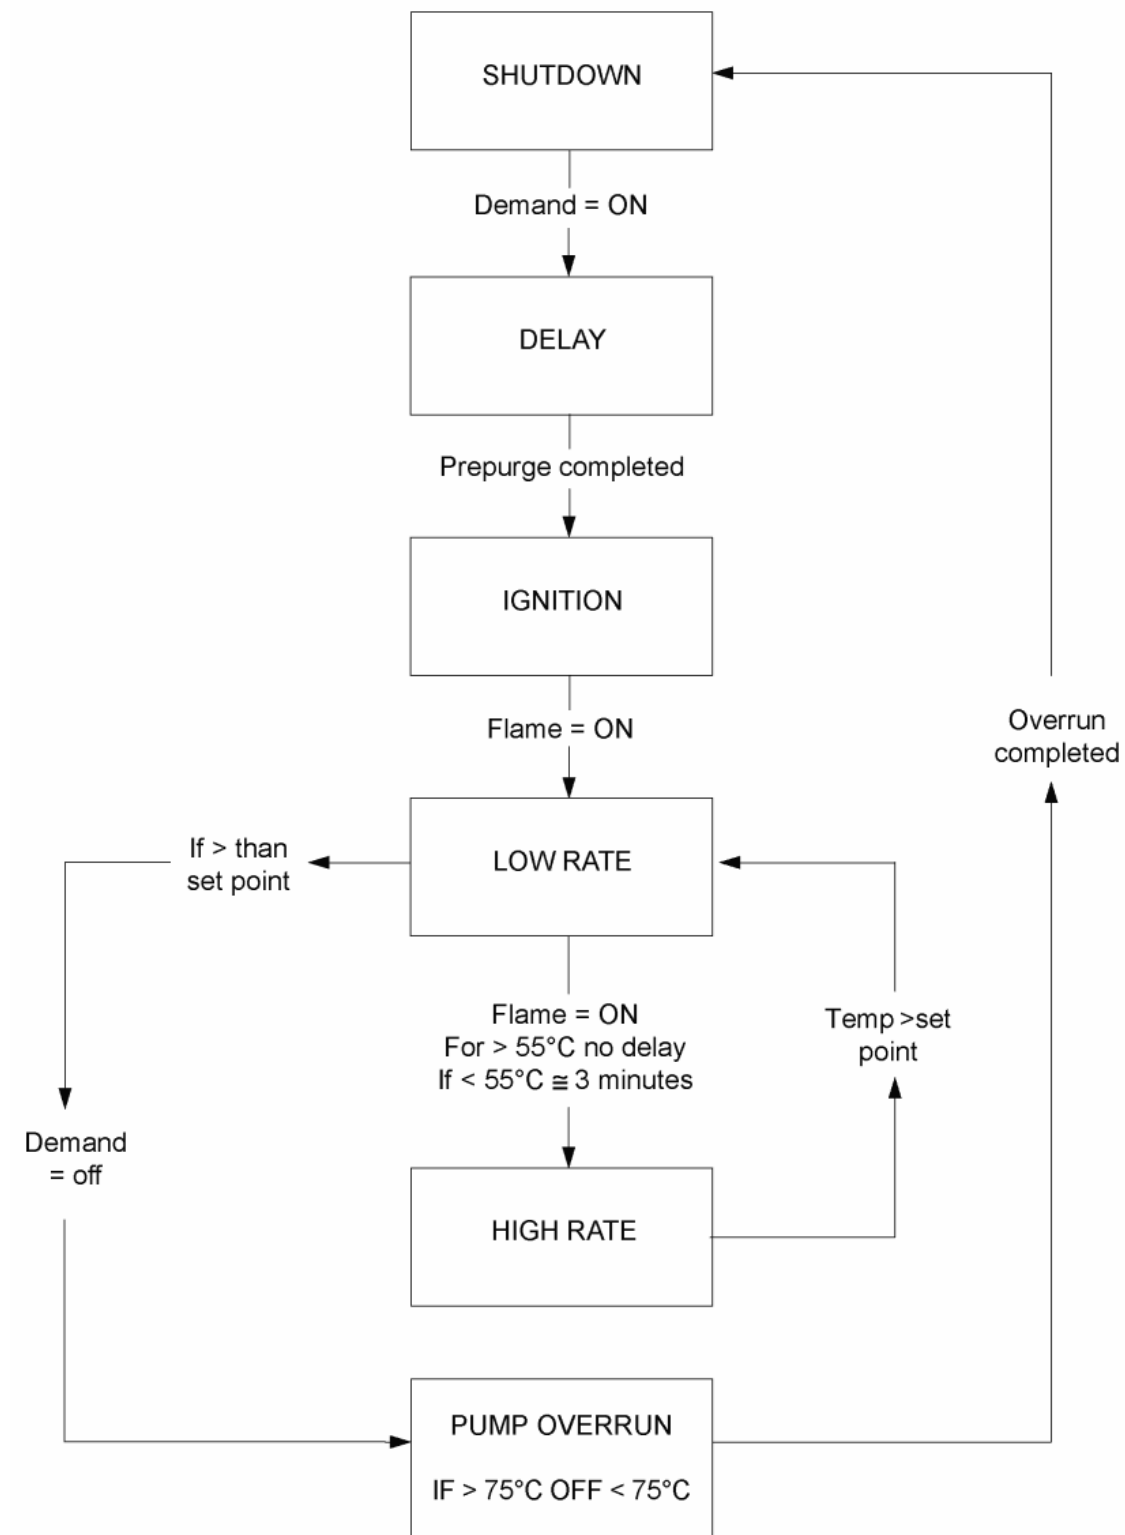 SHUTDOWN
Demand = ON
DELAY
Prepurge completed
IGNITION
Flame = ON
Overrun
completed
If > than
set point
LOW RATE
Flame = ON
For > 55°C no delay
If < 55°C ≅ 3 minutes
Temp >set
point
Demand
= off
HIGH RATE
PUMP OVERRUN
IF > 75°C OFF < 75°C